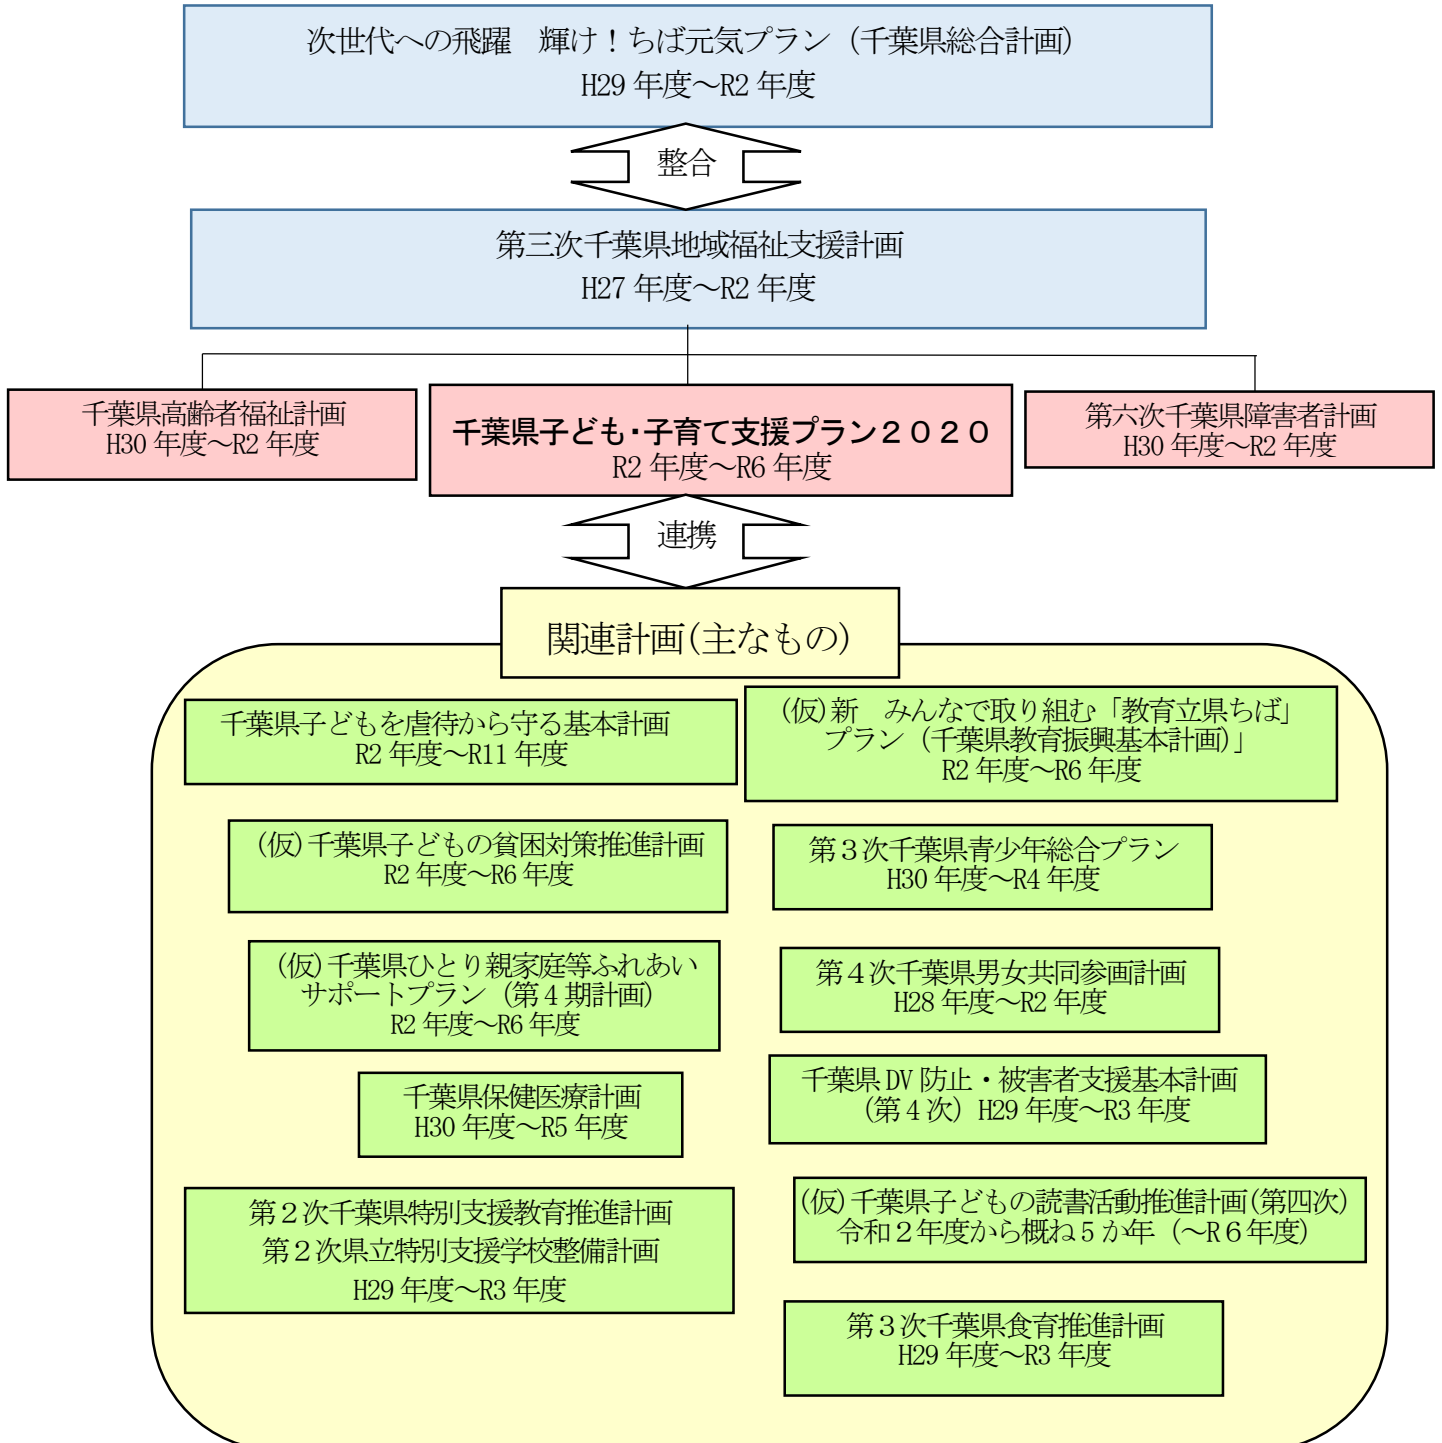 次世代への飛躍　輝け！ちば元気プラン（千葉県総合計画）
H29 年度～R2 年度
整合
第三次千葉県地域福祉支援計画
H27 年度～R2 年度
千葉県高齢者福祉計画
H30 年度～R2 年度
千葉県子ども・子育て支援プラン２０２０
R2 年度～R6 年度
第六次千葉県障害者計画
H30 年度～R2 年度
連携
関連計画(主なもの)
千葉県子どもを虐待から守る基本計画
R2 年度～R11 年度
(仮)新　みんなで取り組む「教育立県ちば」
プラン（千葉県教育振興基本計画)」
R2 年度～R6 年度
(仮)千葉県子どもの貧困対策推進計画
R2 年度～R6 年度
第３次千葉県青少年総合プラン
H30 年度～R4 年度
(仮)千葉県ひとり親家庭等ふれあい
サポートプラン（第４期計画）
R2 年度～R6 年度
第４次千葉県男女共同参画計画
H28 年度～R2 年度
千葉県保健医療計画
H30 年度～R5 年度
千葉県 DV 防止・被害者支援基本計画
（第４次）H29 年度～R3 年度
第２次千葉県特別支援教育推進計画
第２次県立特別支援学校整備計画
H29 年度～R3 年度
(仮)千葉県子どもの読書活動推進計画(第四次)
令和２年度から概ね５か年（～R６年度）
第３次千葉県食育推進計画
H29 年度～R3 年度